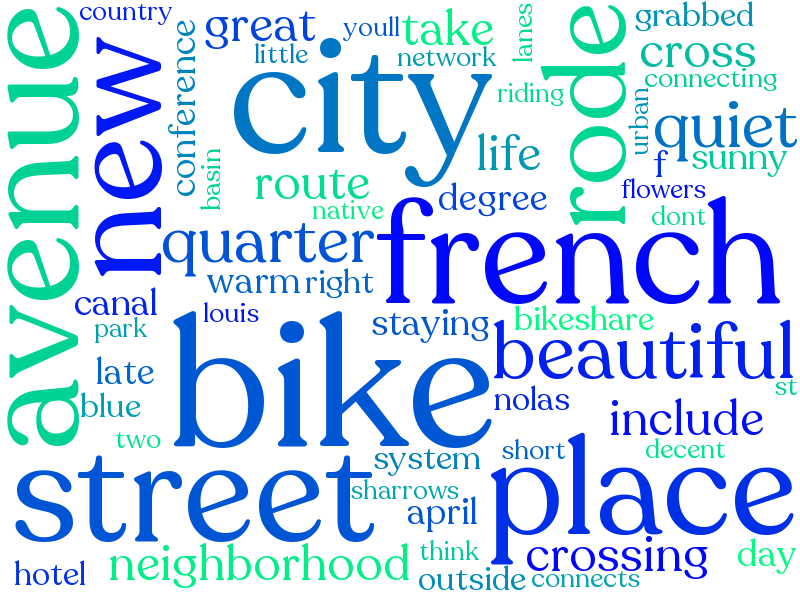 country
great
youll
take
lanes
rode
grabbed
avenue
new
conference
little
city
network
cross
connecting
riding
urban
quiet
basin
life
f
sunny
route
degree
flowers
native
dont
quarter
french
warm
right
canal
louis
park
bike
staying
bikeshare
beautiful
late
st
blue
nolas
include
two
system
short
decent
street
sharrows
place
april
neighborhood
think
crossing
day
hotel
outside
connects